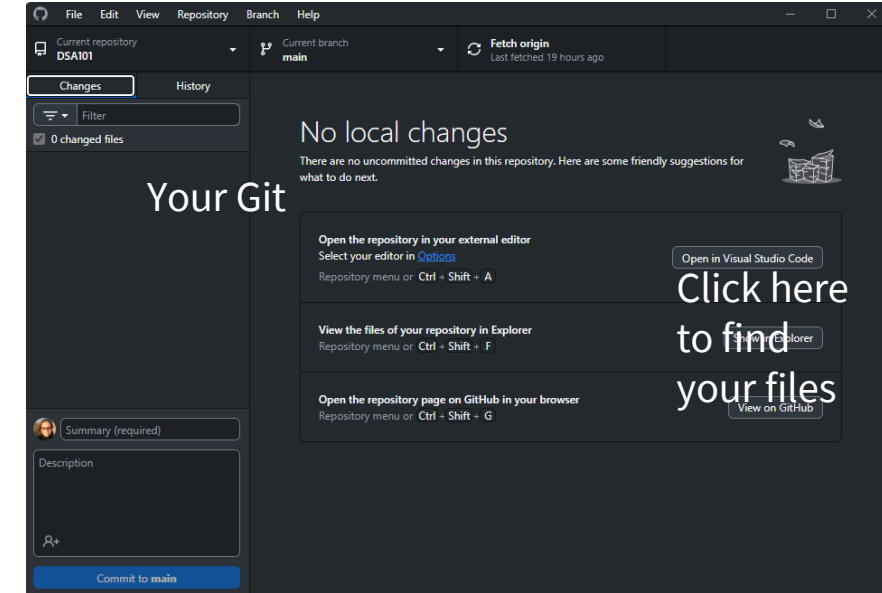 File Edit View Repository Branch Help
Current repository
DSA101
Current branch
main
Fetch origin
Last fetched 19 hours ago
Changes History
Filter
0 changed files
No local changes
There are no uncommitted changes in this repository. Here are some friendly suggestions for
what to do next.
Your Git
Open the repository in your external editor
Select your editor in Options
Repository menu or Ctrl + Shift + A
Open in Visual Studio Code
Click here
to find
your files
View the files of your repository in Explorer
Repository menu or Ctrl + Shift + F
Show in Explorer
Open the repository page on GitHub in your browser
Repository menu or Ctrl + Shift + G
View on GitHub
Summary (required)
Description
Commit to main